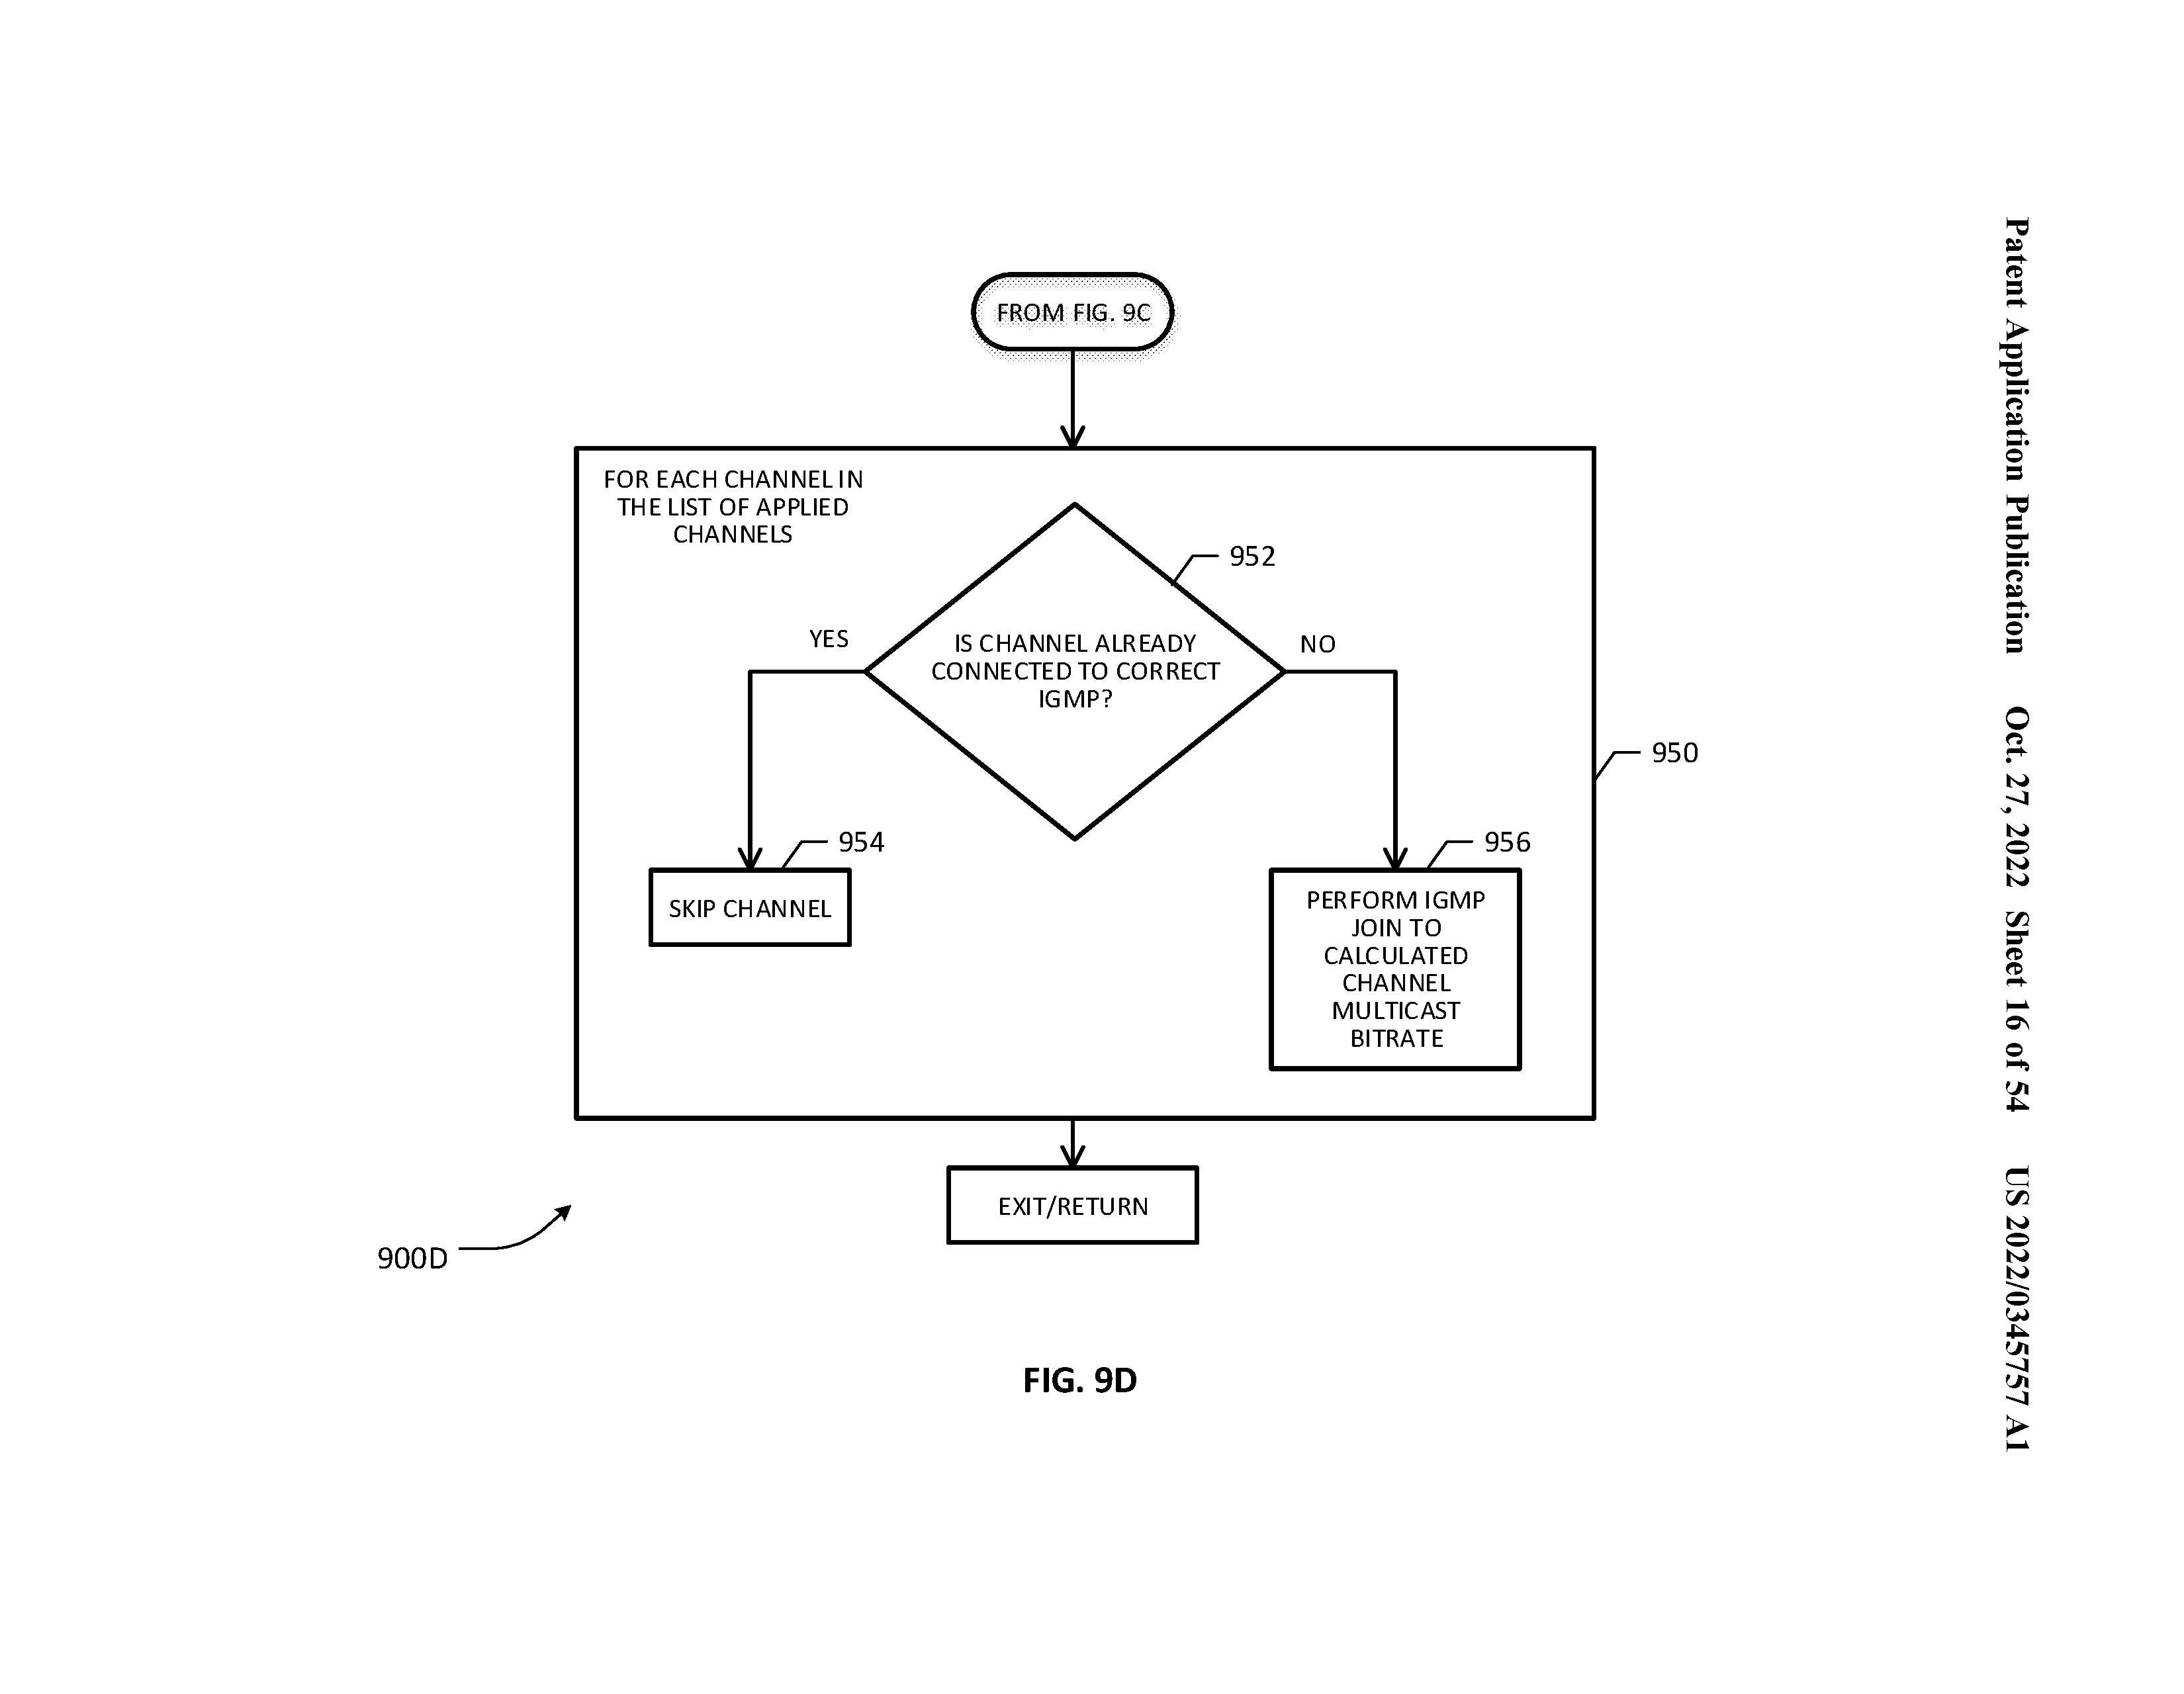 Patent Application Publication Oct. 27, 2022 Sheet 16 of 54 US 2022/0345757 A1
FROM FIG. 9C
FOR EACH CHANNEL IN
THE LIST OF APPLIED
CHANNELS
952
YES
IS CHANNEL ALREADY
CONNECTED TO CORRECT
IGMP?
NO
950
954
SKIP CHANNEL
956
PERFORM IGMP
JOIN TO
CALCULATED
CHANNEL
MULTICAST
BITRATE
EXIT/RETURN
900D
FIG. 9D